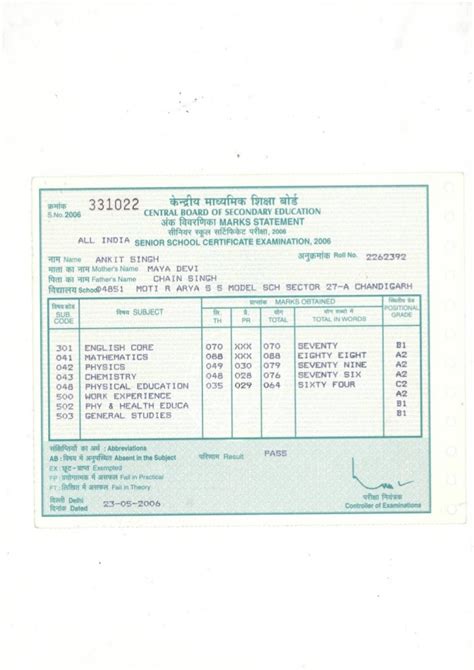 केन्द्रीय माध्यमिक शिक्षा बोर्ड
क्रमांक
S.No. 2006 331022
CENTRAL BOARD OF SECONDARY EDUCATION
अंक विवरणिका MARKS STATEMENT
सीनियर स्कूल सर्टिफिकेट परीक्षा, 2006
ALL INDIA SENIOR SCHOOL CERTIFICATE EXAMINATION, 2006
नाम Name ANKIT SINGH अनुक्रमांक Roll No. 2262392
माता का नाम Mother's Name MAYA DEVI
पिता का नाम Father's Name CHAIN SINGH
विद्यालय School 04851 MOTI R ARYA S S MODEL SCH SECTOR 27-A CHANDIGARH
विषय कोड SUB. CODE विषय SUBJECT प्राप्तांक MARKS OBTAINED स्थितीय ग्रेड POSITIONAL GRADE
लि. TH प्रै. PR योग TOTAL योग शब्दों में TOTAL IN WORDS
301 ENGLISH CORE 070 XXX 070 SEVENTY B1
041 MATHEMATICS 088 XXX 088 EIGHTY EIGHT A2
042 PHYSICS 049 030 079 SEVENTY NINE A2
043 CHEMISTRY 048 028 076 SEVENTY SIX A2
048 PHYSICAL EDUCATION 035 029 064 SIXTY FOUR C2
500 WORK EXPERIENCE A2
502 PHY & HEALTH EDUCA B1
503 GENERAL STUDIES B1
संक्षिप्तियों का अर्थ : Abbreviations
AB : विषय में अनुपस्थित Absent in the Subject परिणाम Result PASS
EX : छूट-प्राप्त Exempted
FP : प्रयोगात्मक में असफल Fail in Practical
FT : लिखित में असफल Fail in Theory
दिल्ली Delhi
दिनांक Dated 23-05-2006
परीक्षा नियंत्रक
Controller of Examinations